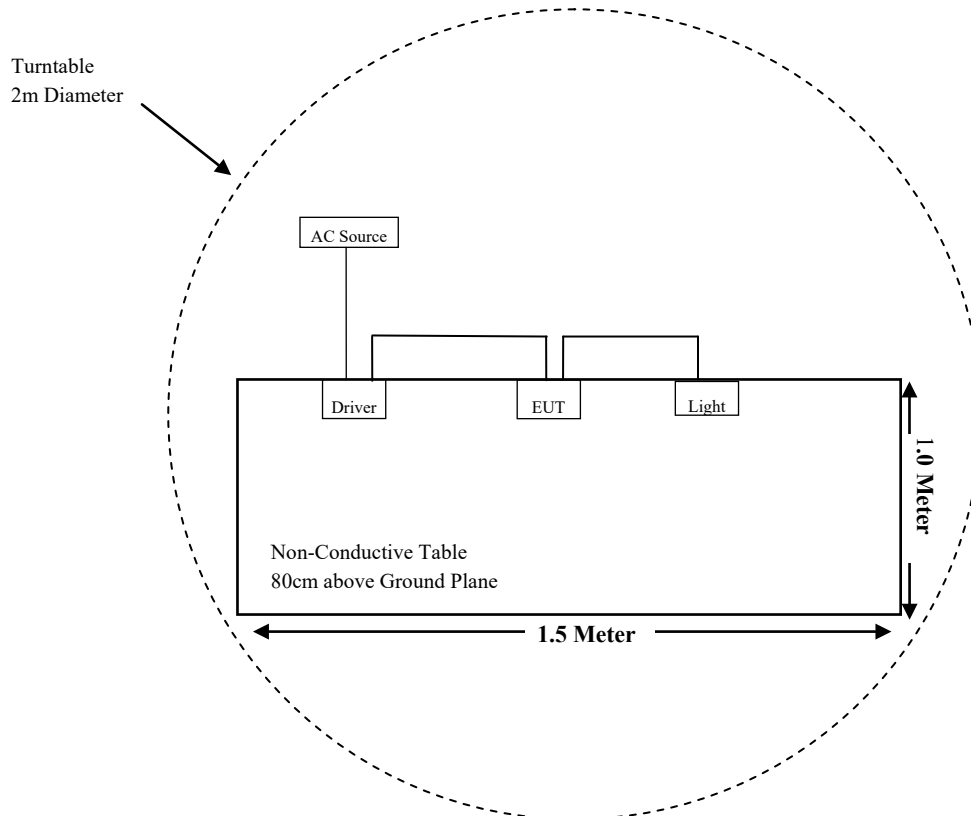 Turntable
2m Diameter
AC Source
Driver
EUT
Light
1.0 Meter
Non-Conductive Table
80cm above Ground Plane
1.5 Meter